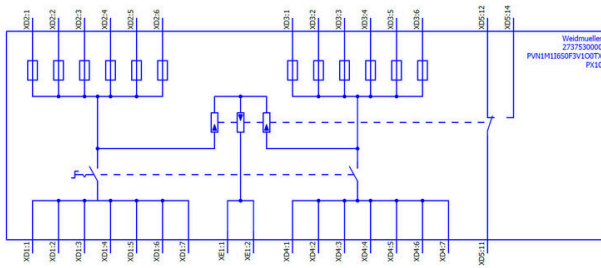 XD2:1
XD2:2
XD2:3
XD2:4
XD2:5
XD2:6
XD3:1
XD3:2
XD3:3
XD3:4
XD3:5
XD3:6
XD5:12
XD5:14
Weidmueller
2737530000
PVN1M1I6S0F3V1O0TX
PX10
XD1:1
XD1:2
XD1:3
XD1:4
XD1:5
XD1:6
XD1:7
XE1:1
XE1:2
XD4:1
XD4:2
XD4:3
XD4:4
XD4:5
XD4:6
XD4:7
XD5:11